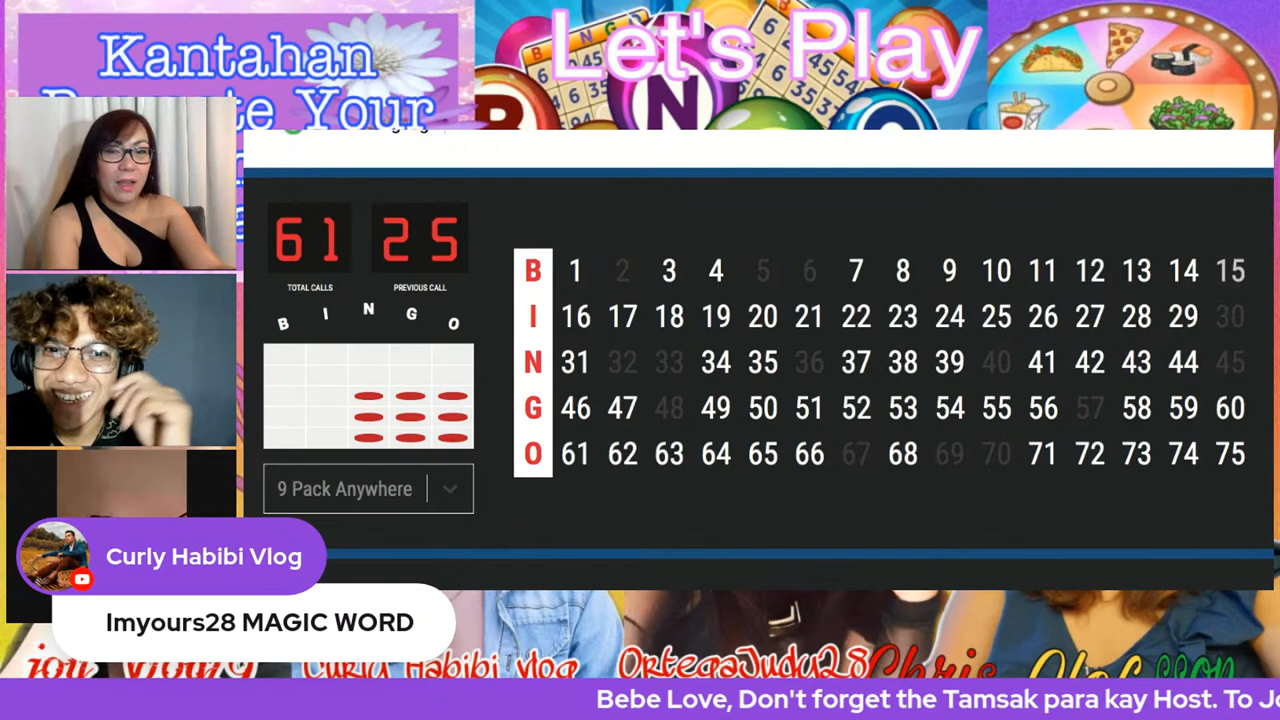 Kantahan
te Your
Let's Play
B
I
N
G
O
61
25
TOTAL CALLS
PREVIOUS CALL
B I N G O
9 Pack Anywhere
B 1 2 3 4 5 6 7 8 9 10 11 12 13 14 15
I 16 17 18 19 20 21 22 23 24 25 26 27 28 29 30
N 31 32 33 34 35 36 37 38 39 40 41 42 43 44 45
G 46 47 48 49 50 51 52 53 54 55 56 57 58 59 60
O 61 62 63 64 65 66 67 68 69 70 71 72 73 74 75
Curly Habibi Vlog
Imyours28 MAGIC WORD
Curly Habibi vlog
OrtegaJudy28
Chris
Bebe Love, Don't forget the Tamsak para kay Host. To